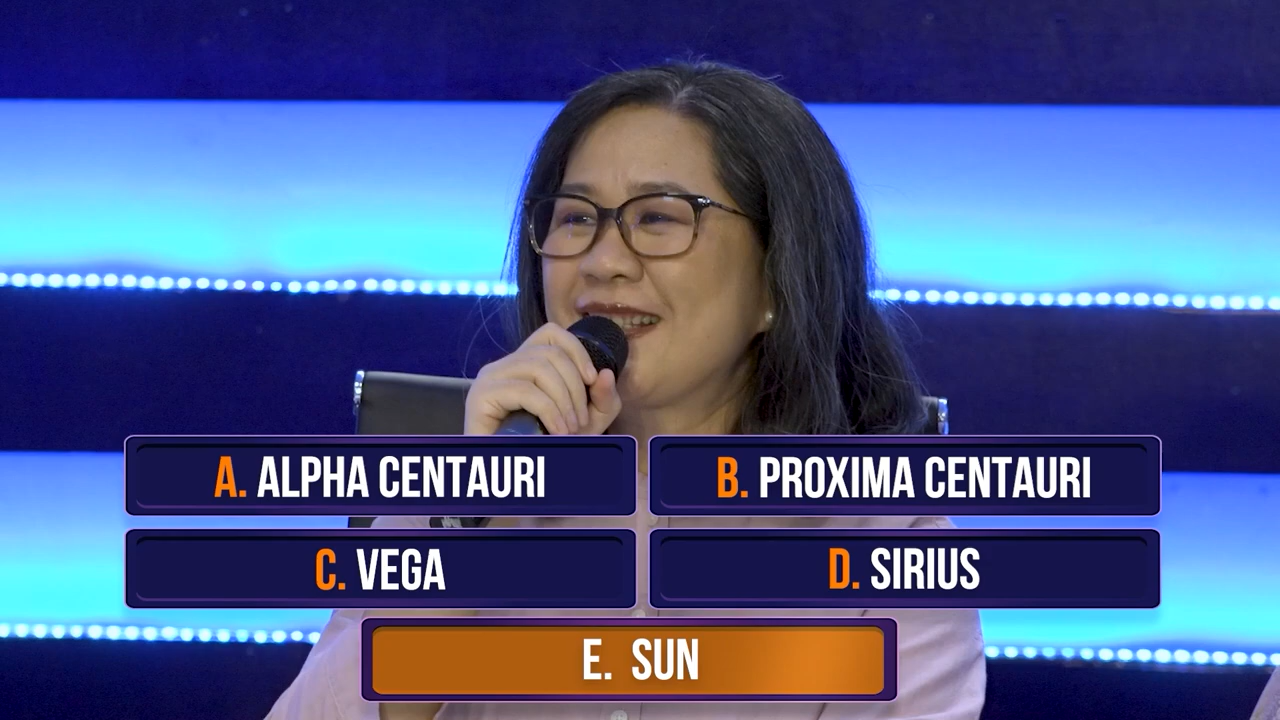 A. ALPHA CENTAURI
B. PROXIMA CENTAURI
C. VEGA
D. SIRIUS
E. SUN